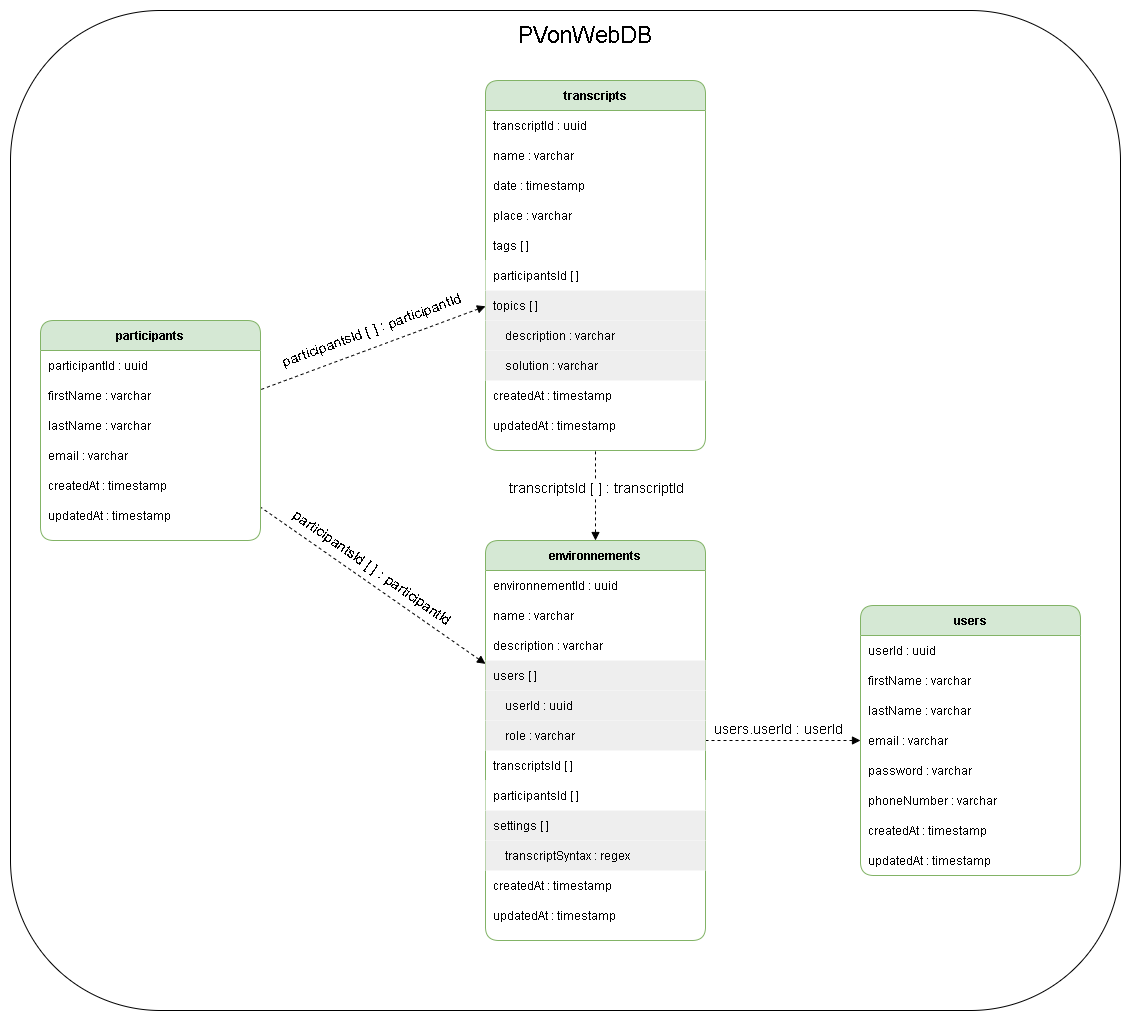 PVonWebDB
transcripts
transcriptId : uuid
name : varchar
date : timestamp
place : varchar
tags [ ]
participantsId [ ]
topics [ ]
description : varchar
solution : varchar
createdAt : timestamp
updatedAt : timestamp
participantsId [ ] : participantId
participants
participantId : uuid
firstName : varchar
lastName : varchar
email : varchar
createdAt : timestamp
updatedAt : timestamp
participantsId [ ] : participantId
transcriptsId [ ] : transcriptId
environnements
environnementId : uuid
name : varchar
description : varchar
users [ ]
userId : uuid
role : varchar
transcriptsId [ ]
participantsId [ ]
settings [ ]
transcriptSyntax : regex
createdAt : timestamp
updatedAt : timestamp
users.userId : userId
users
userId : uuid
firstName : varchar
lastName : varchar
email : varchar
password : varchar
phoneNumber : varchar
createdAt : timestamp
updatedAt : timestamp